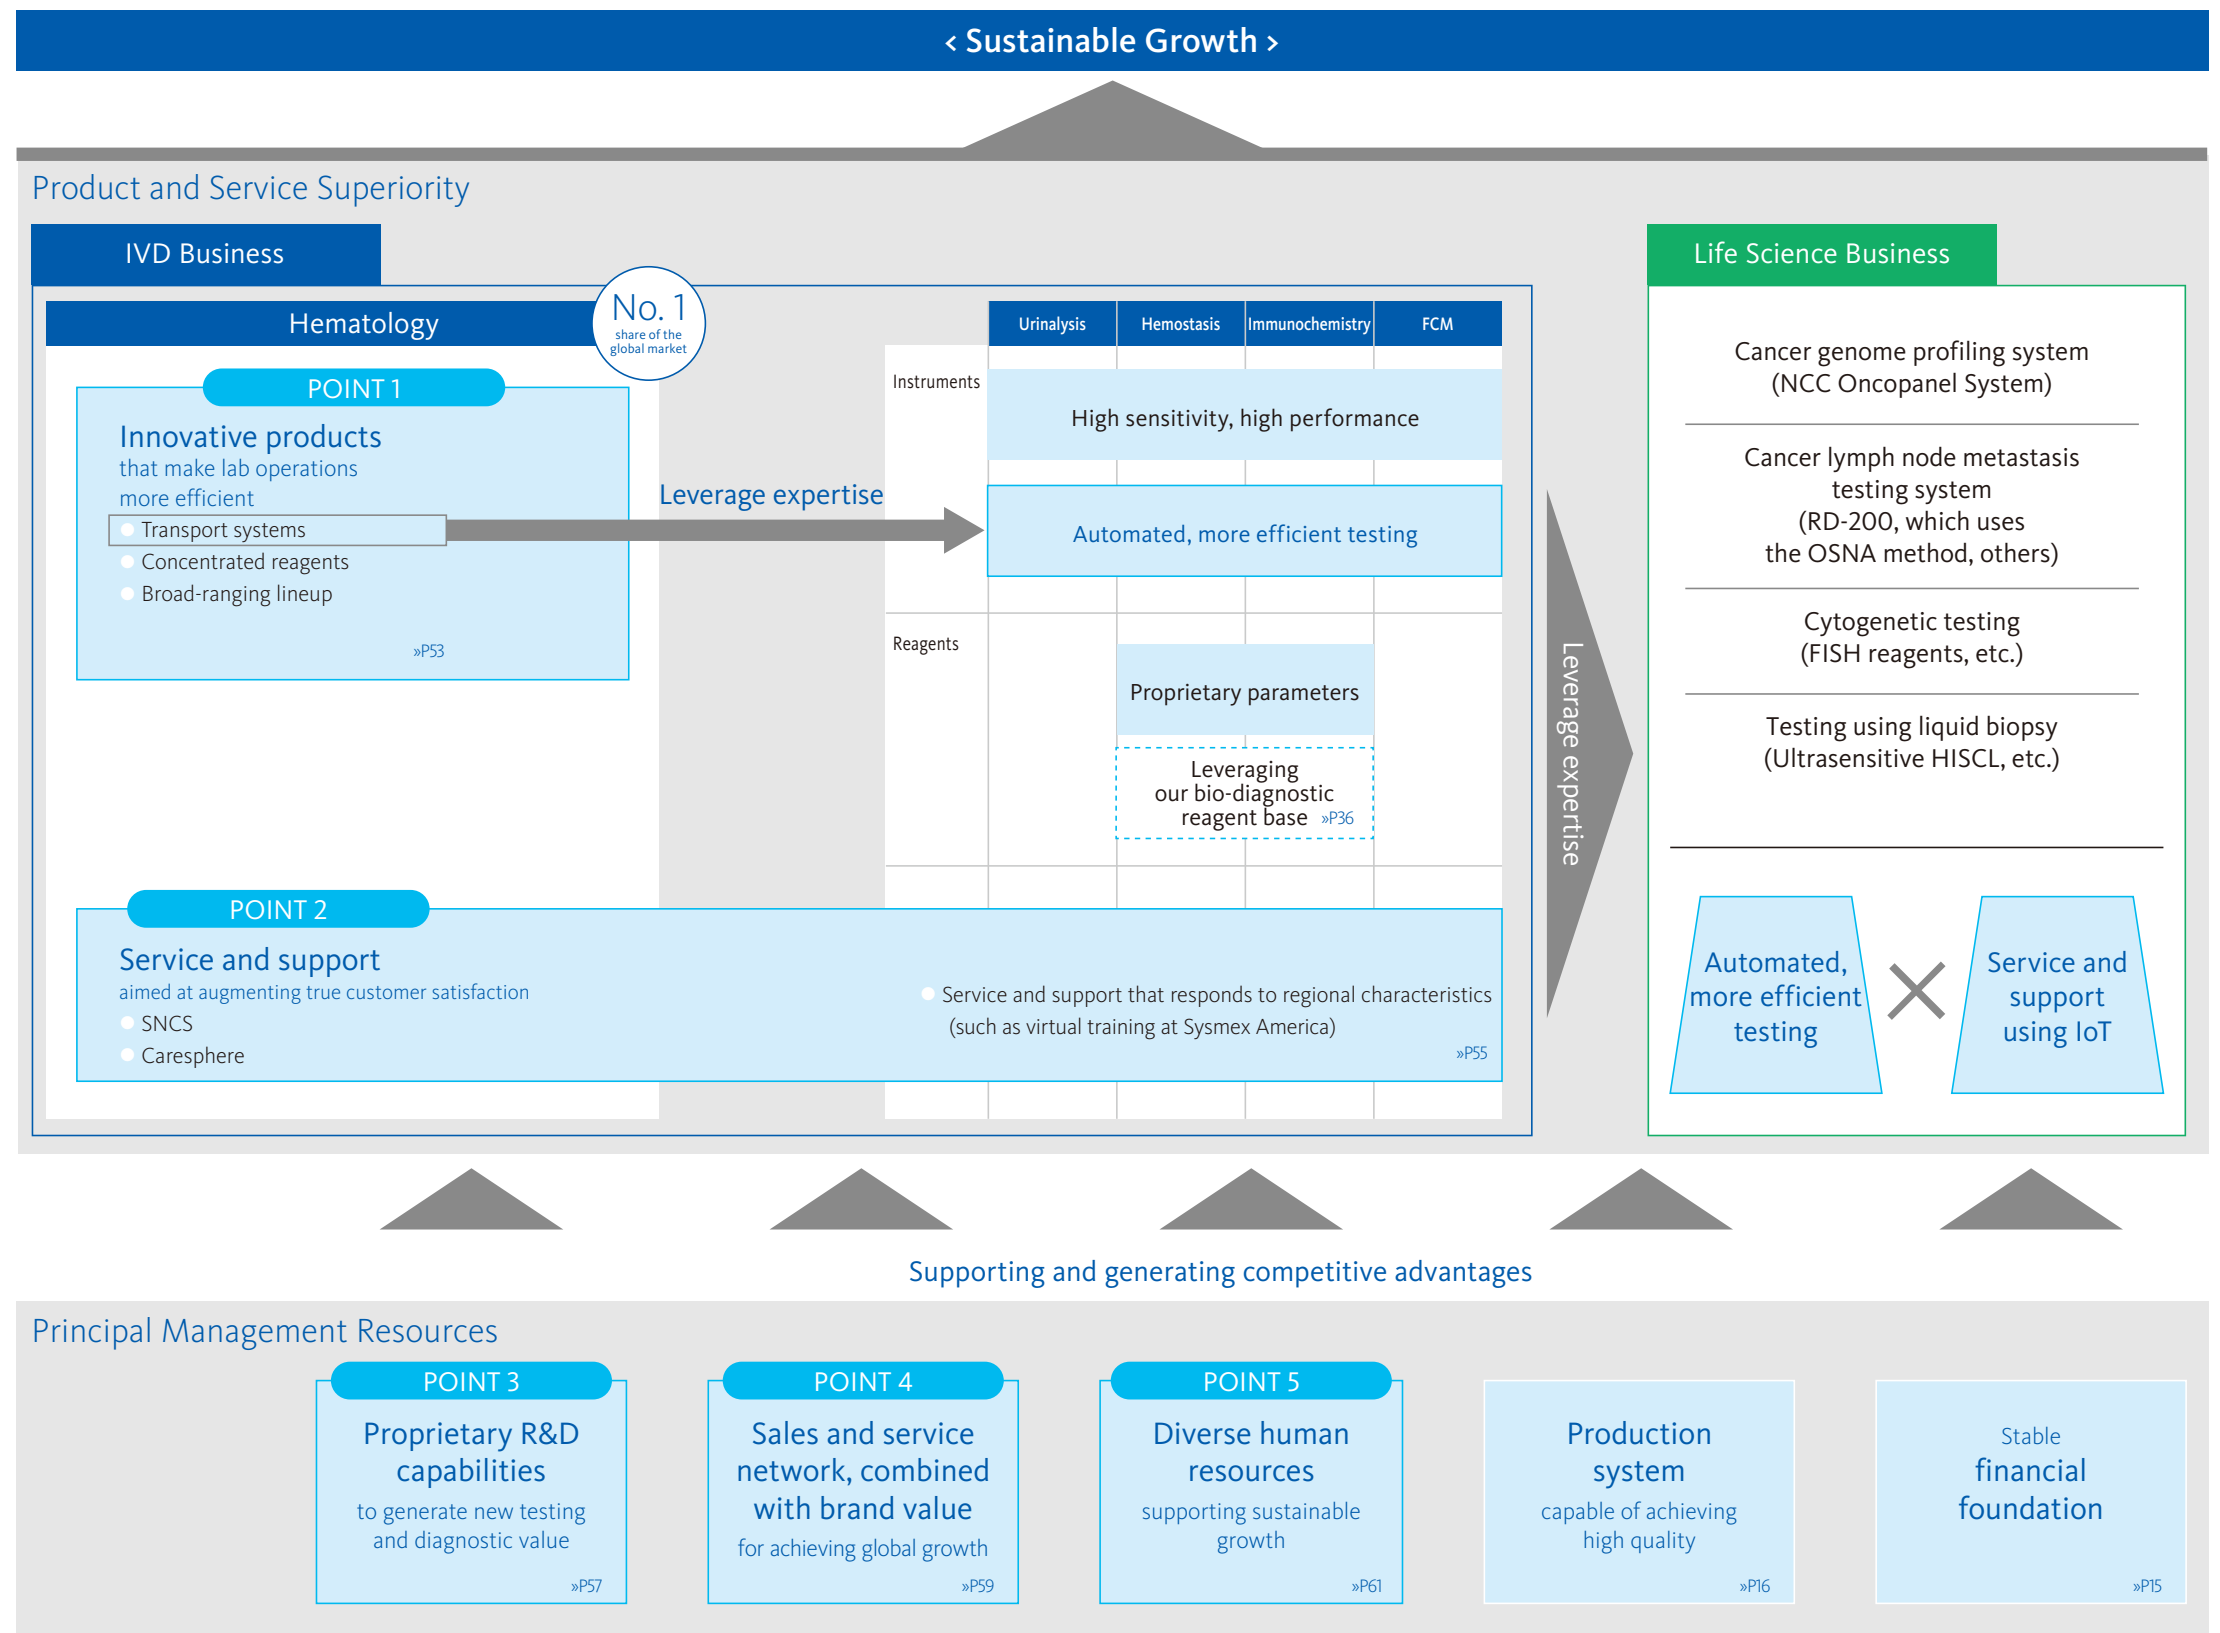 < Sustainable Growth >
Product and Service Superiority
IVD Business
Hematology
No. 1
share of the
global market
POINT 1
Innovative products
that make lab operations
more efficient
Transport systems
Concentrated reagents
Broad-ranging lineup
»P53
Leverage expertise
Urinalysis
Hemostasis
Immunochemistry
FCM
Instruments
High sensitivity, high performance
Automated, more efficient testing
Reagents
Proprietary parameters
Leveraging
our bio-diagnostic
reagent base »P36
POINT 2
Service and support
aimed at augmenting true customer satisfaction
SNCS
Caresphere
Service and support that responds to regional characteristics
(such as virtual training at Sysmex America)
»P55
Leverage expertise
Life Science Business
Cancer genome profiling system
(NCC Oncopanel System)
Cancer lymph node metastasis
testing system
(RD-200, which uses
the OSNA method, others)
Cytogenetic testing
(FISH reagents, etc.)
Testing using liquid biopsy
(Ultrasensitive HISCL, etc.)
Automated,
more efficient
testing
Service and
support
using IoT
Supporting and generating competitive advantages
Principal Management Resources
POINT 3
Proprietary R&D
capabilities
to generate new testing
and diagnostic value
»P57
POINT 4
Sales and service
network, combined
with brand value
for achieving global growth
»P59
POINT 5
Diverse human
resources
supporting sustainable
growth
»P61
Production
system
capable of achieving
high quality
»P16
Stable
financial
foundation
»P15